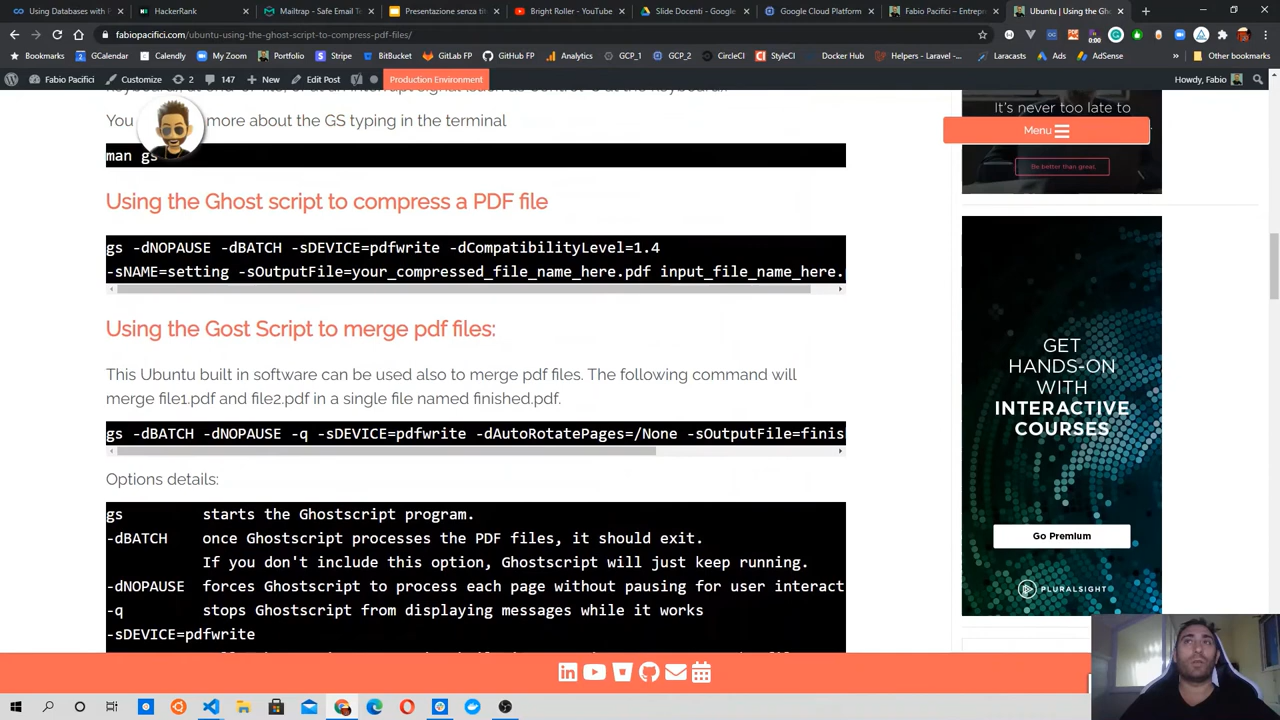 Using Databases with P
HackerRank
Mailtrap - Safe Email Te
Presentazione senza tit
Bright Roller - YouTube
Slide Docenti - Google D
Google Cloud Platform
Fabio Pacifici – Entrepr
Ubuntu | Using the Gho
fabiopacifici.com/ubuntu-using-the-ghost-script-to-compress-pdf-files/
Bookmarks
GCalendar
Calendly
My Zoom
Profilo
Stripe
BitBucket
GitLab FP
GitHub FP
Analytics
GCP_1
GCP_2
CircleCI
StyleCi
Docker Hub
Helpers - Laravel -...
Laracasts
Ads
AdSense
Other bookmarks
Fabio Pacifici
Customize
2
147
New
Edit Post
Production Environment
Howdy, Fabio
You
more about the GS typing in the terminal
man gs
Menu
Using the Ghost script to compress a PDF file
gs -dNOPAUSE -dBATCH -sDEVICE=pdfwrite -dCompatibilityLevel=1.4
-sNAME=setting -sOutputFile=your_compressed_file_name_here.pdf input_file_name_here.
Using the Gost Script to merge pdf files:
This Ubuntu built in software can be used also to merge pdf files. The following command will
merge file1.pdf and file2.pdf in a single file named finished.pdf.
gs -dBATCH -dNOPAUSE -q -sDEVICE=pdfwrite -dAutoRotatePages=/None -sOutputFile=finis
Options details:
gs starts the Ghostscript program.
-dBATCH once Ghostscript processes the PDF files, it should exit.
If you don't include this option, Ghostscript will just keep running.
-dNOPAUSE forces Ghostscript to process each page without pausing for user interact
-q stops Ghostscript from displaying messages while it works
-sDEVICE=pdfwrite
It's never too late to
Be better than great.
GET
HANDS-ON
WITH
INTERACTIVE
COURSES
Go Premium
PLURALSIGHT